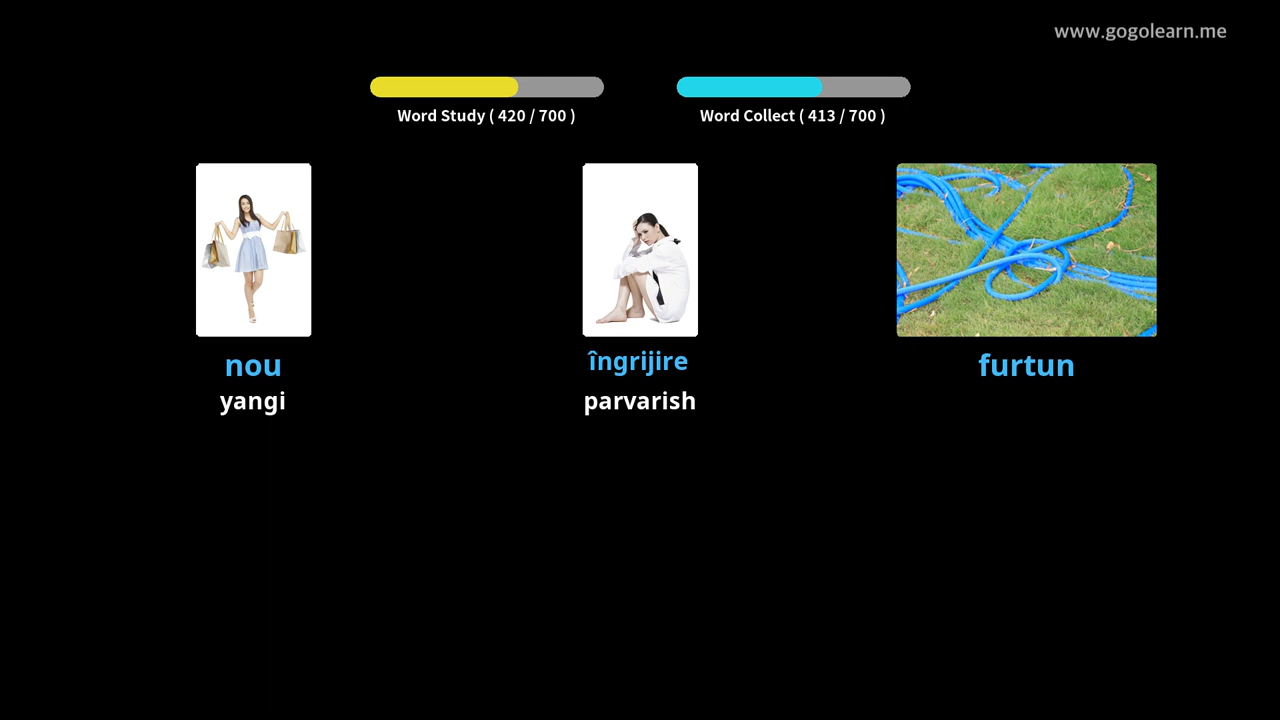 www.gogolearn.me
Word Study ( 420 / 700 )
Word Collect ( 413 / 700 )
nou
îngrijire
furtun
yangi
parvarish